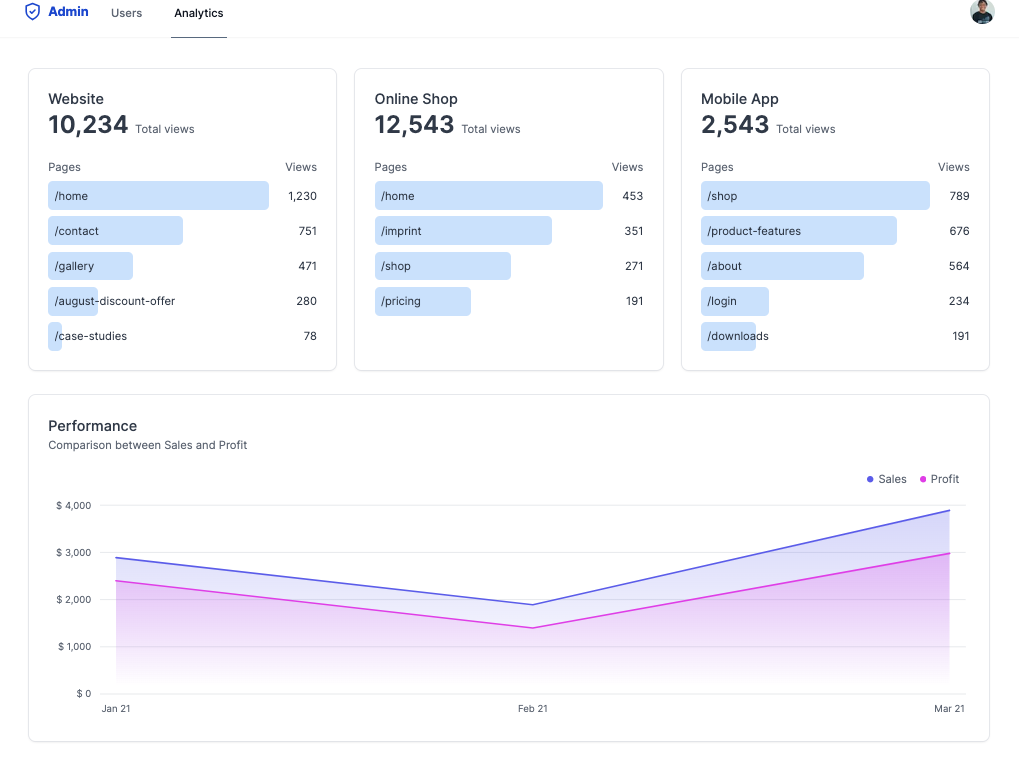 Admin Users Analytics
Website
10,234 Total views
Pages Views
/home 1,230
/contact 751
/gallery 471
/august-discount-offer 280
/case-studies 78
Online Shop
12,543 Total views
Pages Views
/home 453
/imprint 351
/shop 271
/pricing 191
Mobile App
2,543 Total views
Pages Views
/shop 789
/product-features 676
/about 564
/login 234
/downloads 191
Performance
Comparison between Sales and Profit
Sales Profit
$ 4,000
$ 3,000
$ 2,000
$ 1,000
$ 0
Jan 21 Feb 21 Mar 21